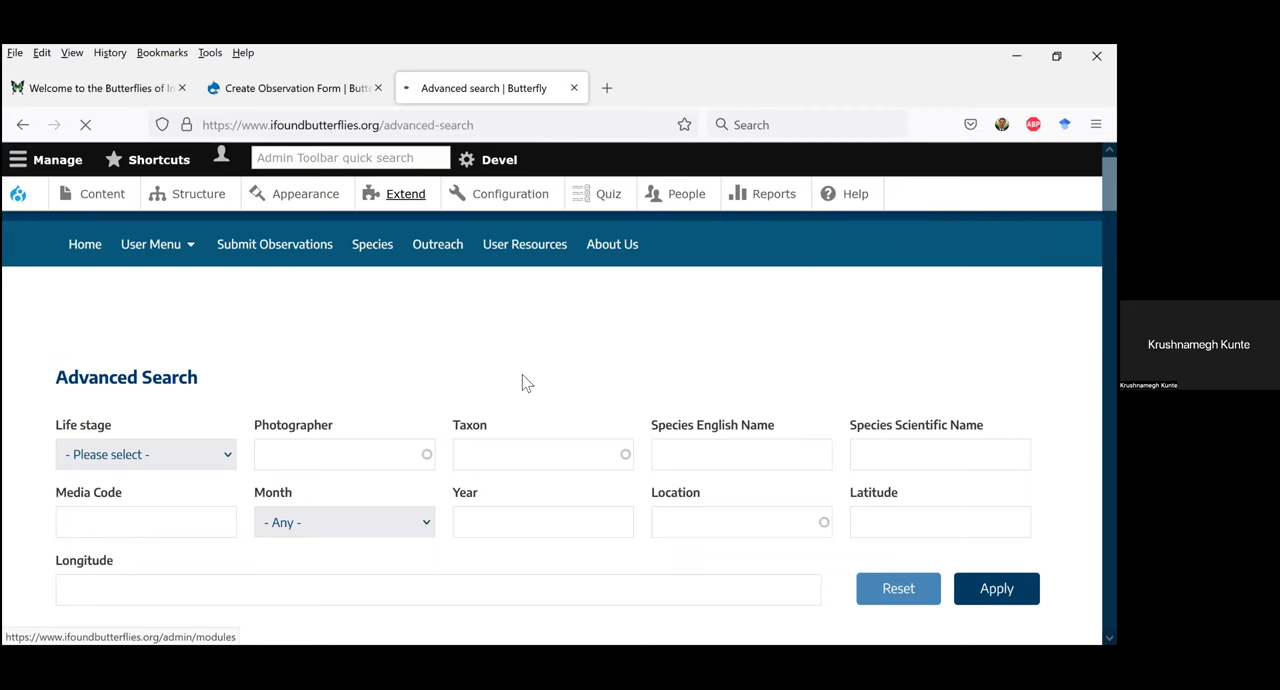 File Edit View History Bookmarks Tools Help
Welcome to the Butterflies of In
Create Observation Form | Butte
Advanced search | Butterfly
https://www.ifoundbutterflies.org/advanced-search
Search
ABP
Manage Shortcuts Admin Toolbar quick search Devel
Content Structure Appearance Extend Configuration Quiz People Reports Help
Home User Menu Submit Observations Species Outreach User Resources About Us
Krushnamegh Kunte
Krushnamegh Kunte
Advanced Search
Life stage Photographer Taxon Species English Name Species Scientific Name
- Please select -
Media Code Month Year Location Latitude
- Any -
Longitude
Reset Apply
https://www.ifoundbutterflies.org/admin/modules